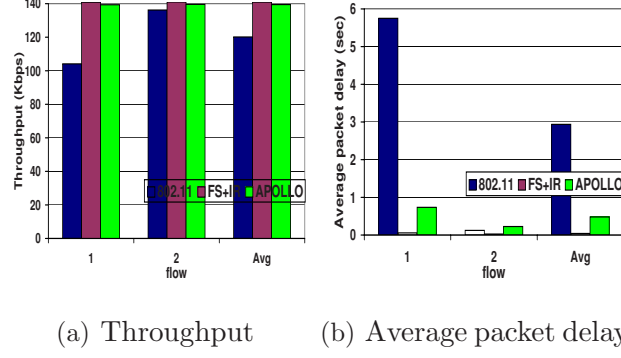 140
120
100
80
60
40
20
0
Throughput (Kbps)
802.11 FS+IR APOLLO
1 2 Avg
flow
6
5
4
3
2
1
0
Average packet delay (sec)
802.11 FS+IR APOLLO
1 2 Avg
flow
(a) Throughput (b) Average packet delay